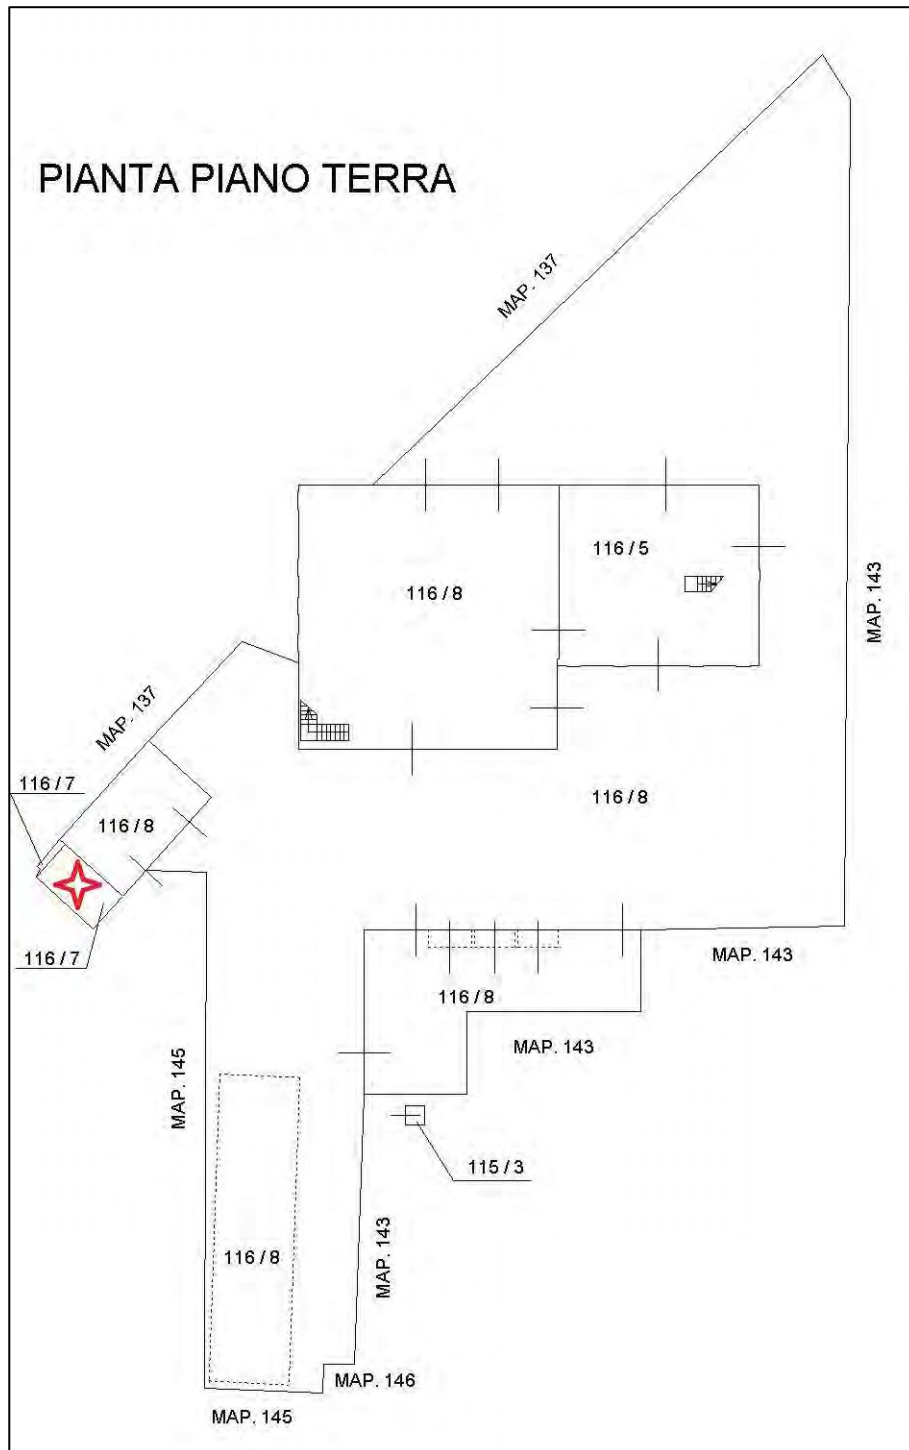 PIANTA PIANO TERRA
MAP. 137
116 / 5
116 / 8
MAP. 143
MAP. 137
116 / 7
116 / 8
116 / 8
116 / 7
MAP. 143
116 / 8
MAP. 143
MAP. 145
115 / 3
MAP. 143
116 / 8
MAP. 146
MAP. 145